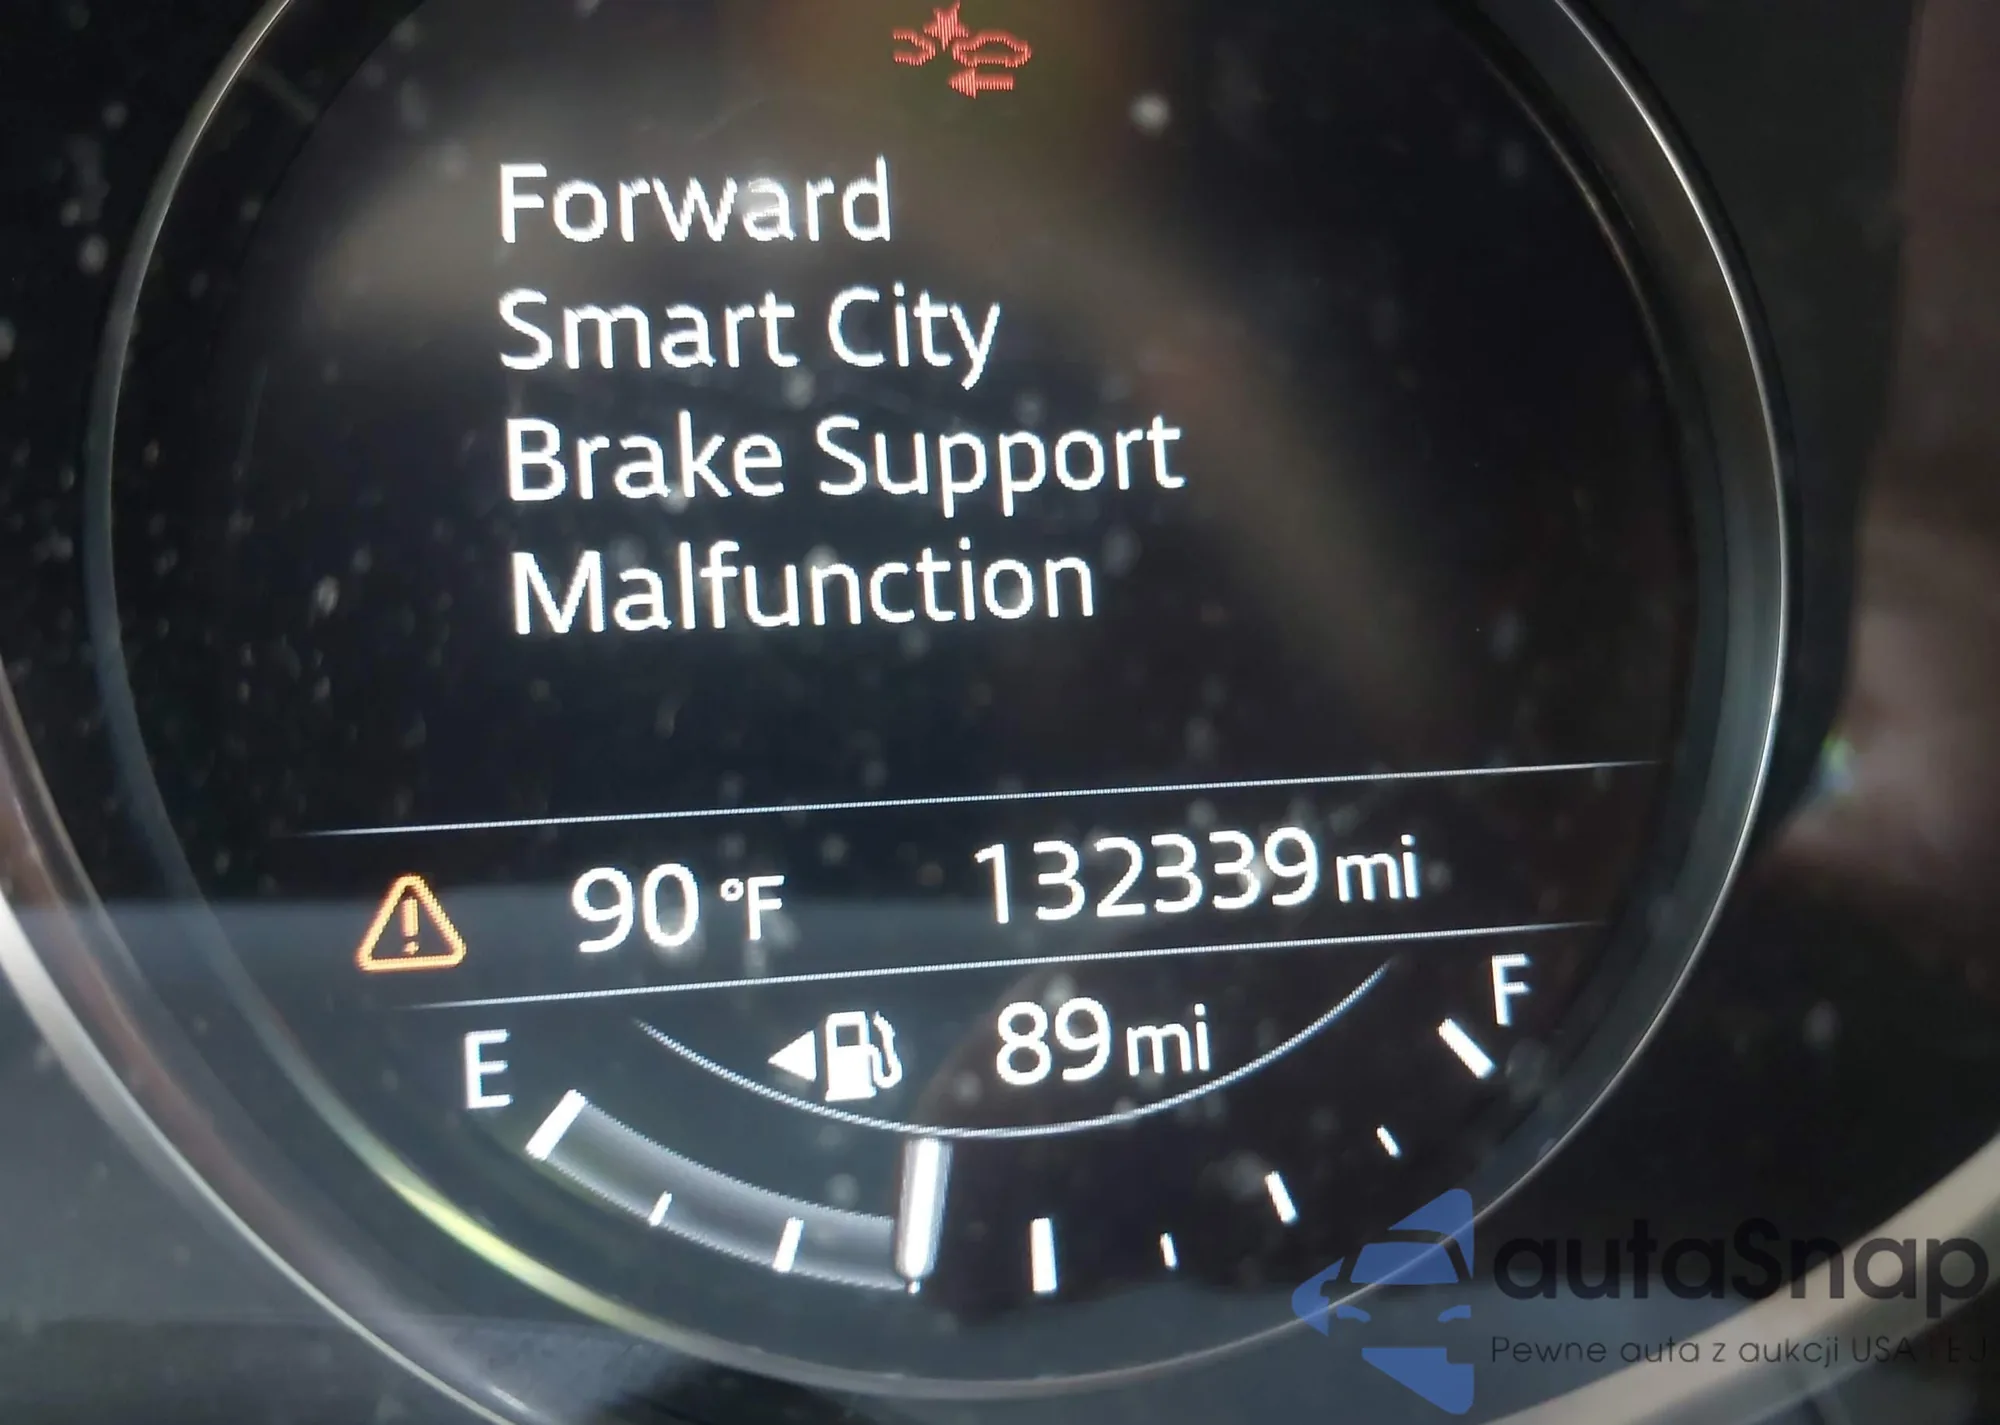 Forward
Smart City
Brake Support
Malfunction
90 °F 132339 mi
E 89 mi F
autaSnap
Pewne auta z aukcji USA i EU